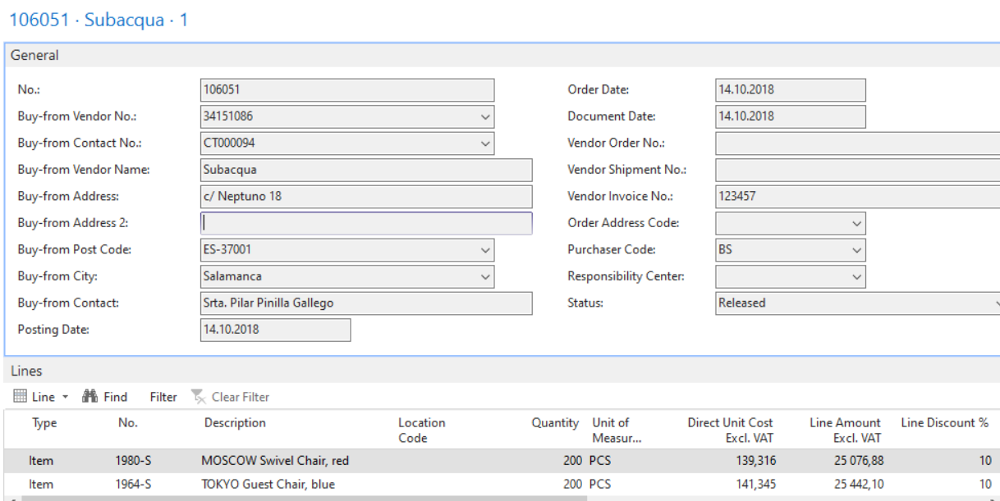 106051 · Subacqua · 1
General
No.: 106051 Order Date: 14.10.2018
Buy-from Vendor No.: 34151086 Document Date: 14.10.2018
Buy-from Contact No.: CT000094 Vendor Order No.:
Buy-from Vendor Name: Subacqua Vendor Shipment No.:
Buy-from Address: c/ Neptuno 18 Vendor Invoice No.: 123457
Buy-from Address 2: Order Address Code:
Buy-from Post Code: ES-37001 Purchaser Code: BS
Buy-from City: Salamanca Responsibility Center:
Buy-from Contact: Srta. Pilar Pinilla Gallego Status: Released
Posting Date: 14.10.2018
Lines
Line Find Filter Clear Filter
Type No. Description Location Quantity Unit of Direct Unit Cost Line Amount Line Discount %
Code Measur... Excl. VAT Excl. VAT
Item 1980-S MOSCOW Swivel Chair, red 200 PCS 139,316 25 076,88 10
Item 1964-S TOKYO Guest Chair, blue 200 PCS 141,345 25 442,10 10